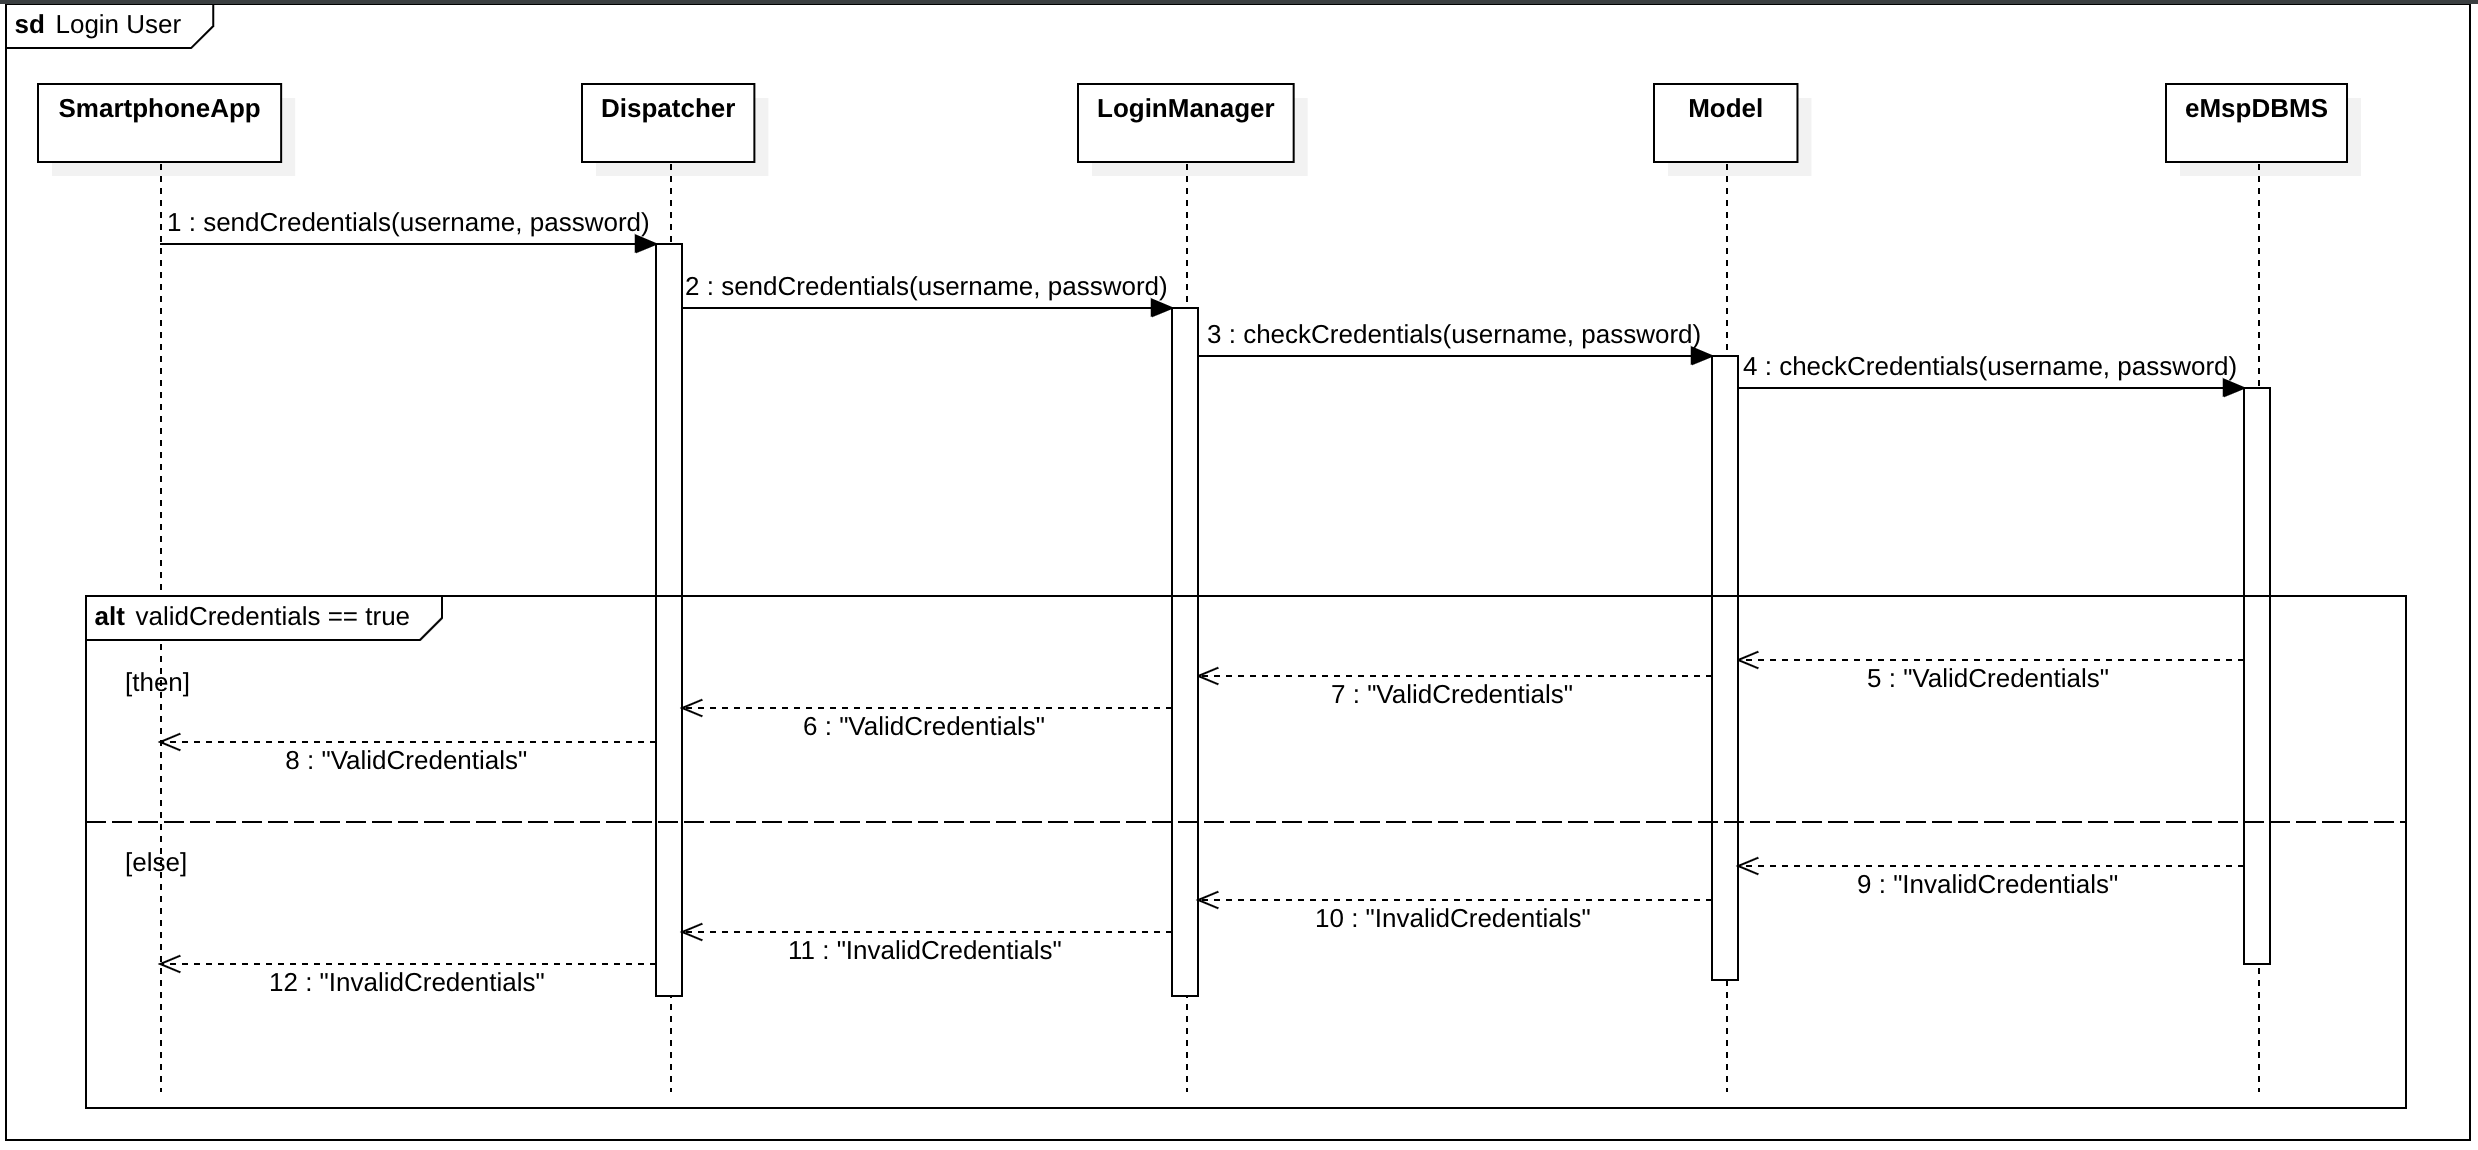 sd Login User
SmartphoneApp
Dispatcher
LoginManager
Model
eMspDBMS
1 : sendCredentials(username, password)
2 : sendCredentials(username, password)
3 : checkCredentials(username, password)
4 : checkCredentials(username, password)
alt validCredentials == true
[then]
5 : "ValidCredentials"
7 : "ValidCredentials"
6 : "ValidCredentials"
8 : "ValidCredentials"
[else]
9 : "InvalidCredentials"
10 : "InvalidCredentials"
11 : "InvalidCredentials"
12 : "InvalidCredentials"